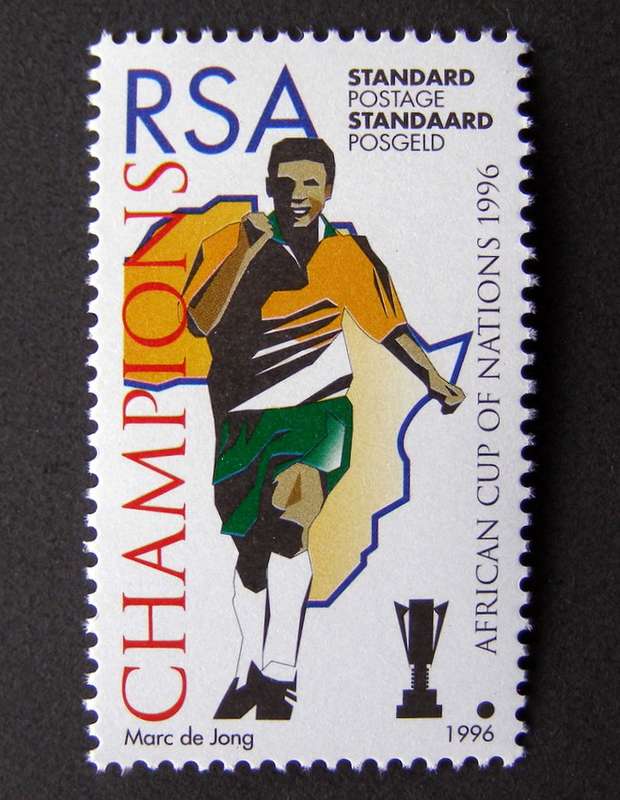 RSA
STANDARD
POSTAGE
STANDAARD
POSGELD
CHAMPIONS
AFRICAN CUP OF NATIONS 1996
Marc de Jong
1996